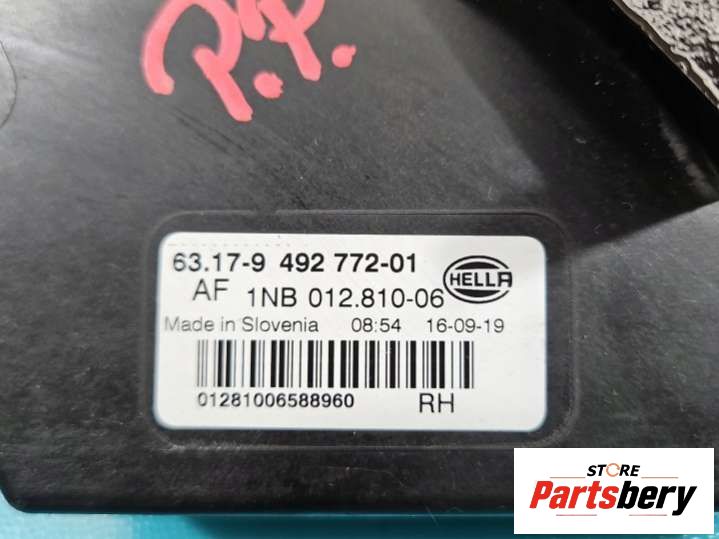 P.P.
63.17-9 492 772-01
AF 1NB 012.810-06
HELLA
Made in Slovenia 08:54 16-09-19
01281006588960 RH
STORE
Partsbery